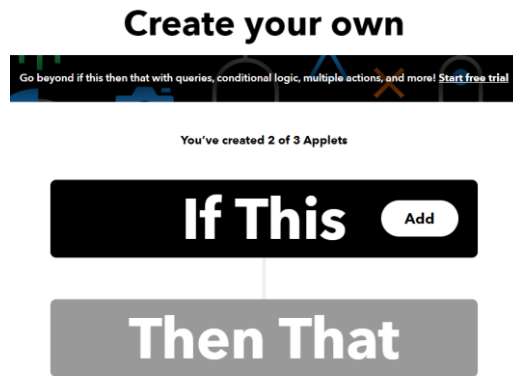 Create your own
Go beyond if this then that with queries, conditional logic, multiple actions, and more! Start free trial
You've created 2 of 3 Applets
If This Add
Then That